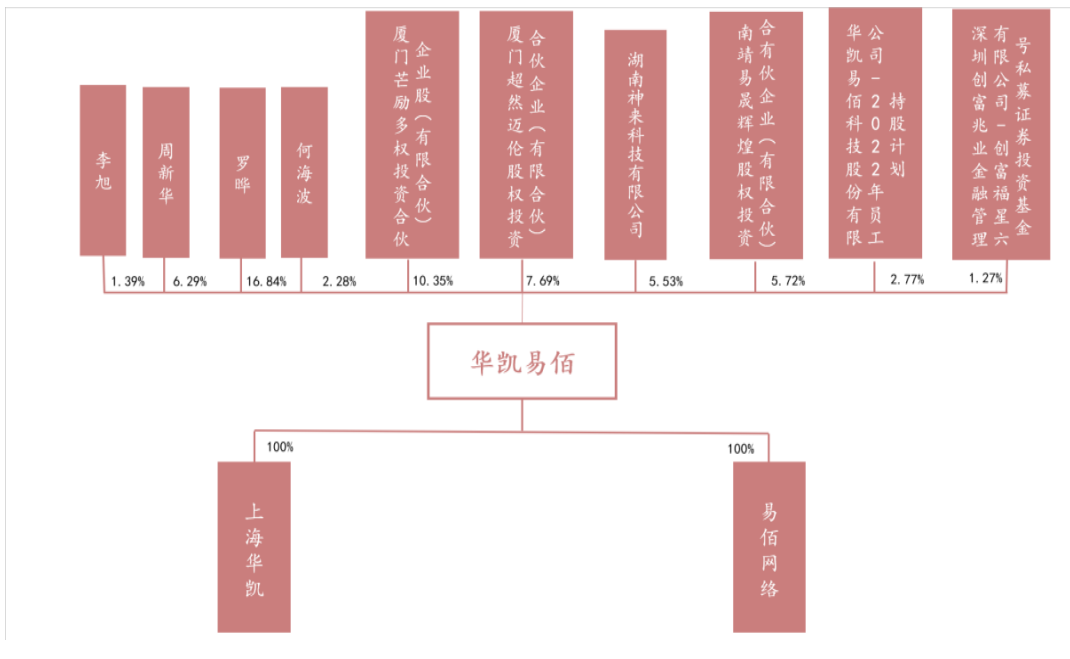 李旭
周新华
罗晔
何海波
厦门芒励多权投资合伙
企业股（有限合伙）
厦门超然迈伦股权投资
合伙企业（有限合伙）
湖南神来科技有限公司
南靖易晟辉煌股权投资
合有伙企业（有限合伙）
华凯易佰科技股份有限
公司-2022年员工
持股计划
深圳创富兆业金融管理
有限公司-创富福星六
号私募证券投资基金
1.39%
6.29%
16.84%
2.28%
10.35%
7.69%
5.53%
5.72%
2.77%
1.27%
华凯易佰
100%
100%
上海华凯
易佰网络